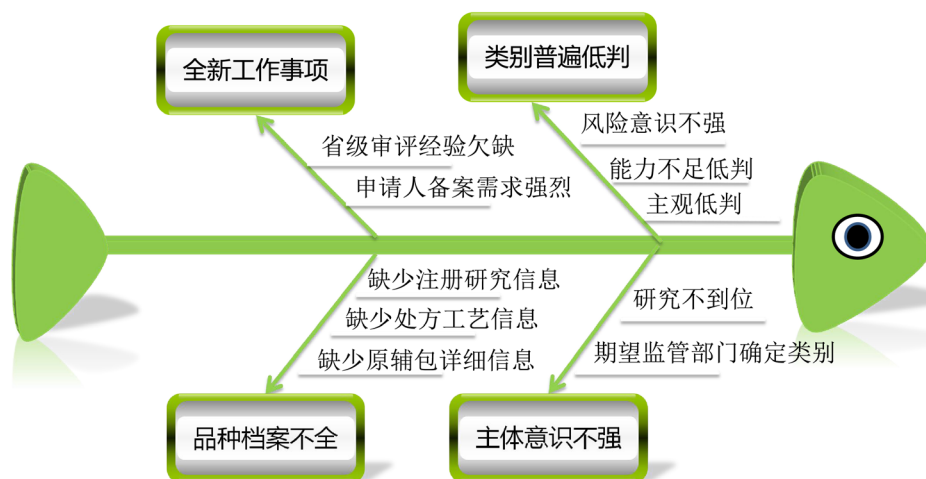 全新工作事项
省级审评经验欠缺
申请人备案需求强烈
类别普遍低判
风险意识不强
能力不足低判
主观低判
缺少注册研究信息
缺少处方工艺信息
缺少原辅包详细信息
品种档案不全
研究不到位
期望监管部门确定类别
主体意识不强